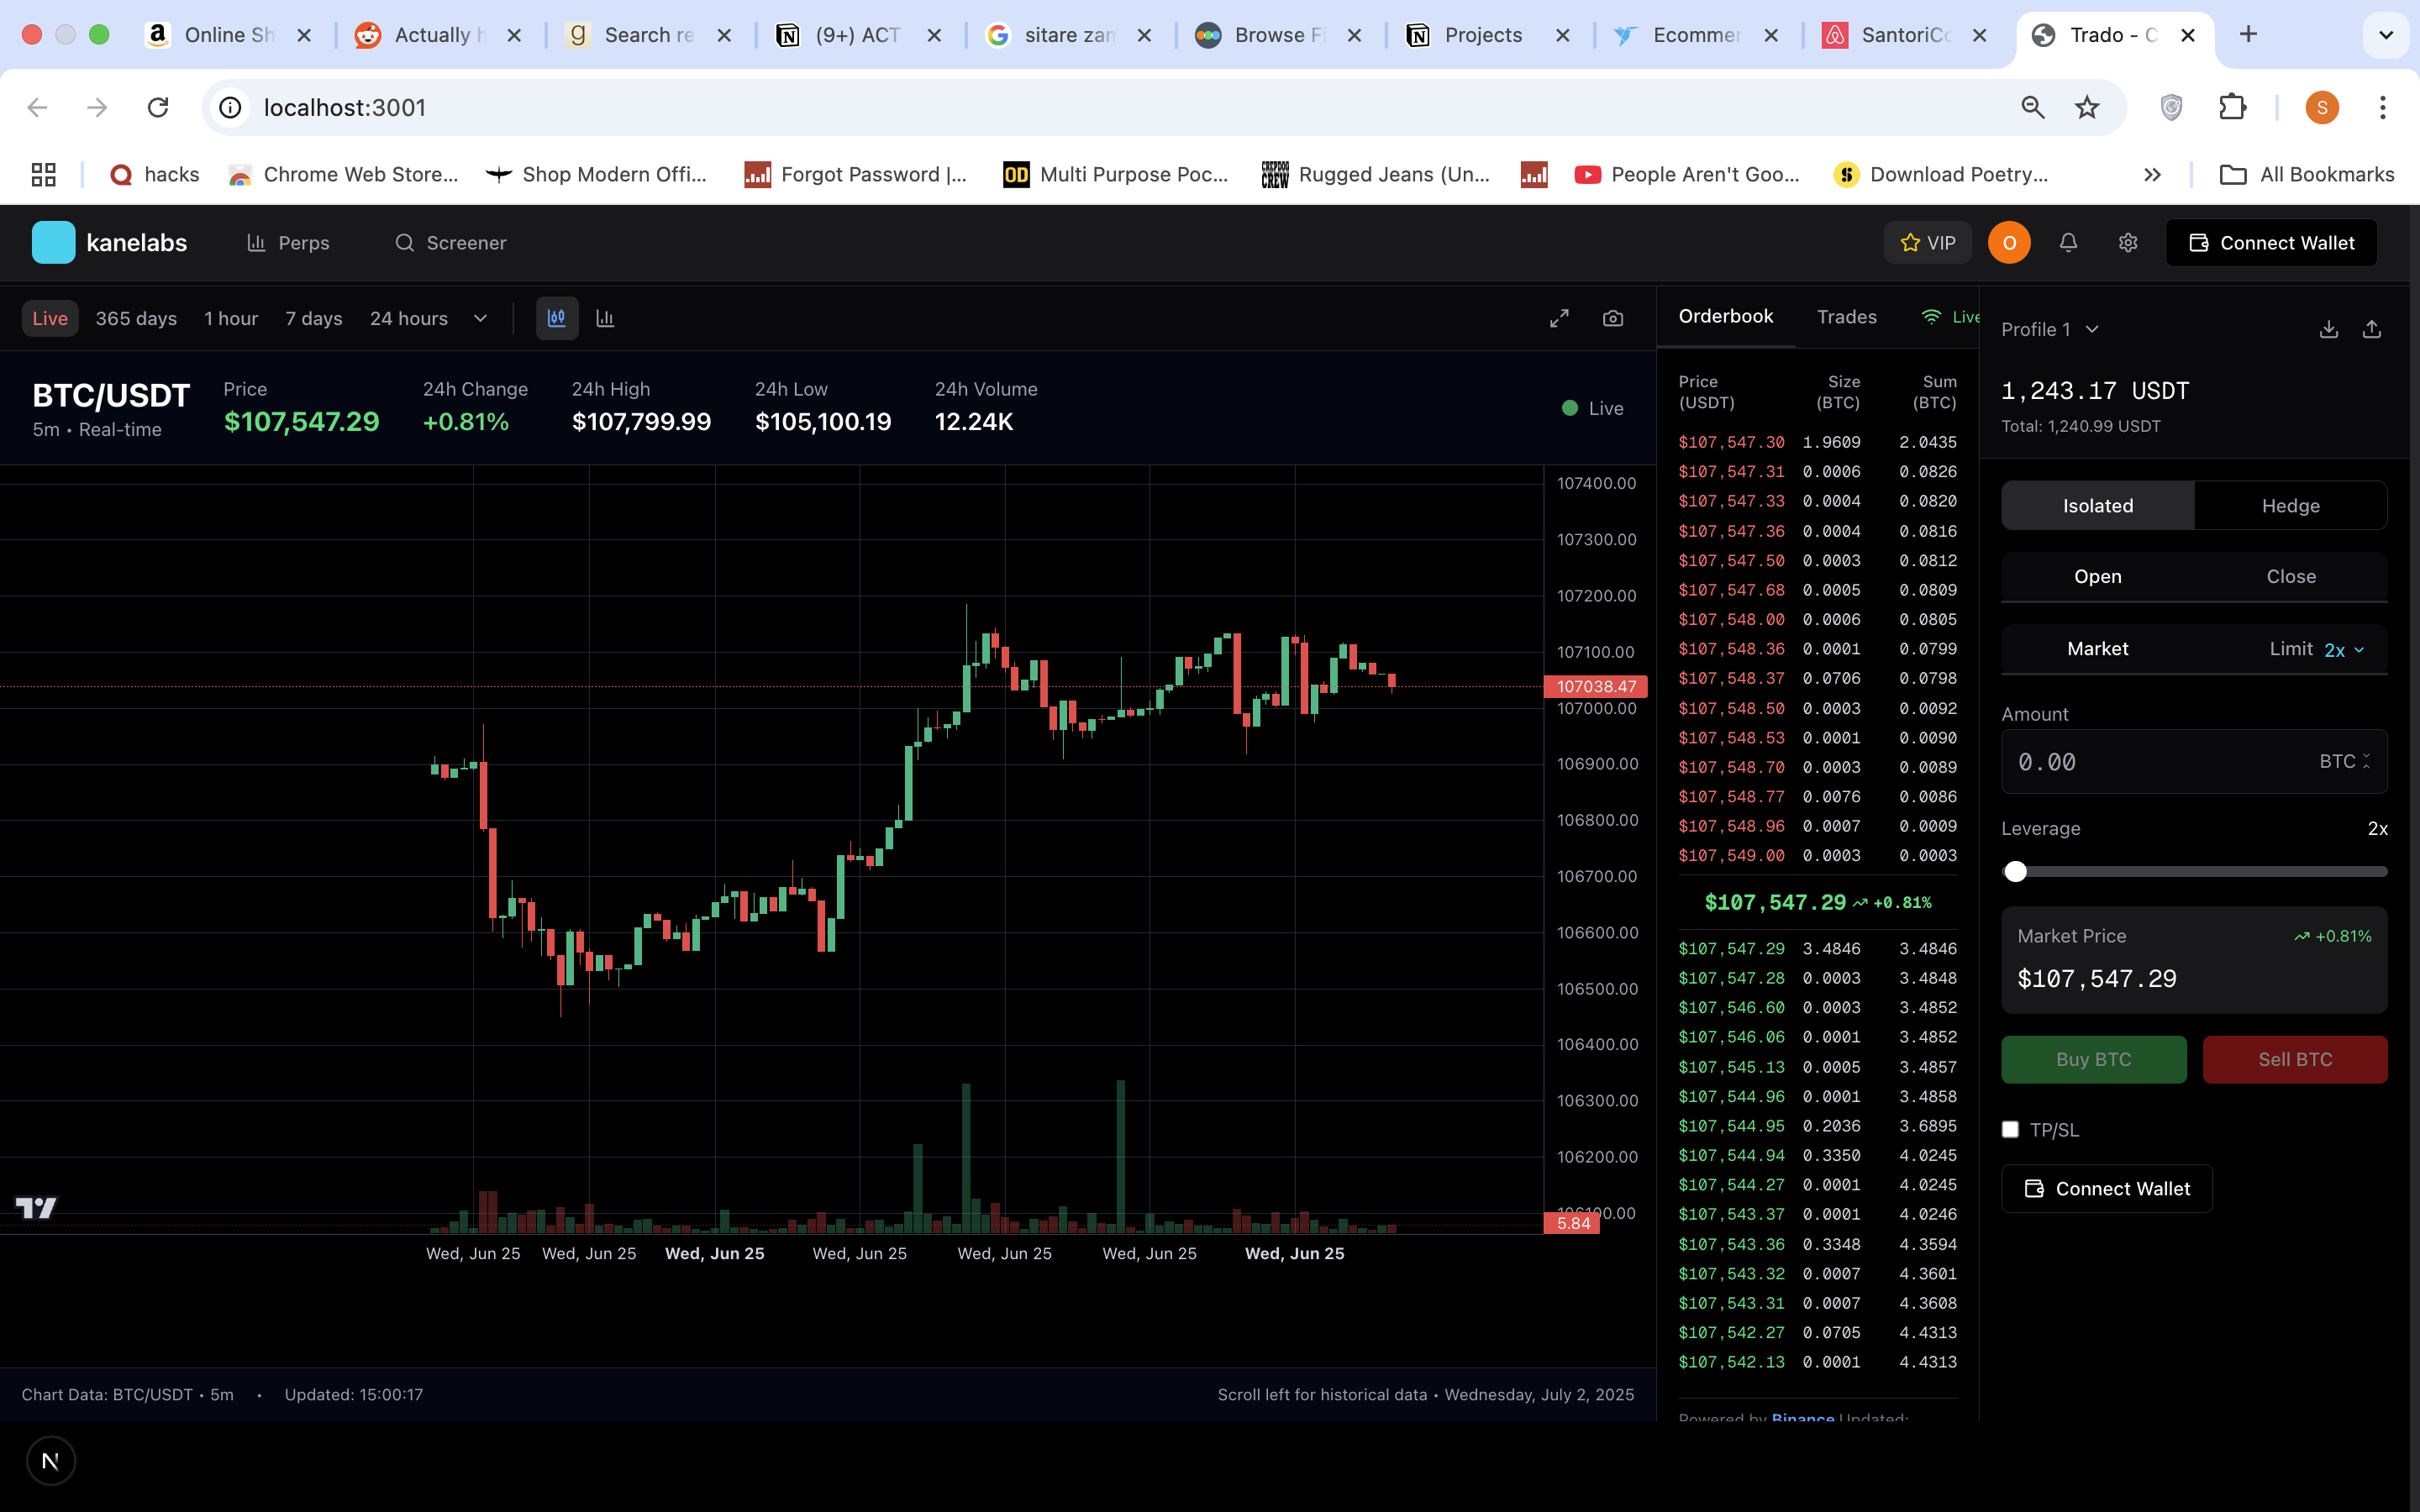 Online Sh
Actually h
Search re
(9+) ACT
sitare zam
Browse Fi
Projects
Ecommer
SantoriCo
Trado - C
localhost:3001
S
hacks
Chrome Web Store...
Shop Modern Offi...
Forgot Password |...
OD
Multi Purpose Poc...
Rugged Jeans (Un...
People Aren't Goo...
Download Poetry...
All Bookmarks
kanelabs
Perps
Screener
VIP
O
Connect Wallet
Live
365 days
1 hour
7 days
24 hours
BTC/USDT
5m • Real-time
Price
$107,547.29
24h Change
+0.81%
24h High
$107,799.99
24h Low
$105,100.19
24h Volume
12.24K
Live
107400.00
107300.00
107200.00
107100.00
107038.47
107000.00
106900.00
106800.00
106700.00
106600.00
106500.00
106400.00
106300.00
106200.00
5.84
Wed, Jun 25 Wed, Jun 25 Wed, Jun 25 Wed, Jun 25 Wed, Jun 25 Wed, Jun 25 Wed, Jun 25
Chart Data: BTC/USDT • 5m • Updated: 15:00:17
Scroll left for historical data • Wednesday, July 2, 2025
N
Orderbook
Trades
Live
Price (USDT) Size (BTC) Sum (BTC)
$107,547.30 1.9609 2.0435
$107,547.31 0.0006 0.0826
$107,547.33 0.0004 0.0820
$107,547.36 0.0004 0.0816
$107,547.50 0.0003 0.0812
$107,547.68 0.0005 0.0809
$107,548.00 0.0006 0.0805
$107,548.36 0.0001 0.0799
$107,548.37 0.0706 0.0798
$107,548.50 0.0003 0.0092
$107,548.53 0.0001 0.0090
$107,548.70 0.0003 0.0089
$107,548.77 0.0076 0.0086
$107,548.96 0.0007 0.0009
$107,549.00 0.0003 0.0003
$107,547.29 +0.81%
$107,547.29 3.4846 3.4846
$107,547.28 0.0003 3.4848
$107,546.60 0.0003 3.4852
$107,546.06 0.0001 3.4852
$107,545.13 0.0005 3.4857
$107,544.96 0.0001 3.4858
$107,544.95 0.2036 3.6895
$107,544.94 0.3350 4.0245
$107,544.27 0.0001 4.0245
$107,543.37 0.0001 4.0246
$107,543.36 0.3348 4.3594
$107,543.32 0.0007 4.3601
$107,543.31 0.0007 4.3608
$107,542.27 0.0705 4.4313
$107,542.13 0.0001 4.4313
Powered by Binance Updated:
Profile 1
1,243.17 USDT
Total: 1,240.99 USDT
Isolated
Hedge
Open
Close
Market
Limit 2x
Amount
0.00
BTC
Leverage
2x
Market Price
+0.81%
$107,547.29
Buy BTC
Sell BTC
TP/SL
Connect Wallet